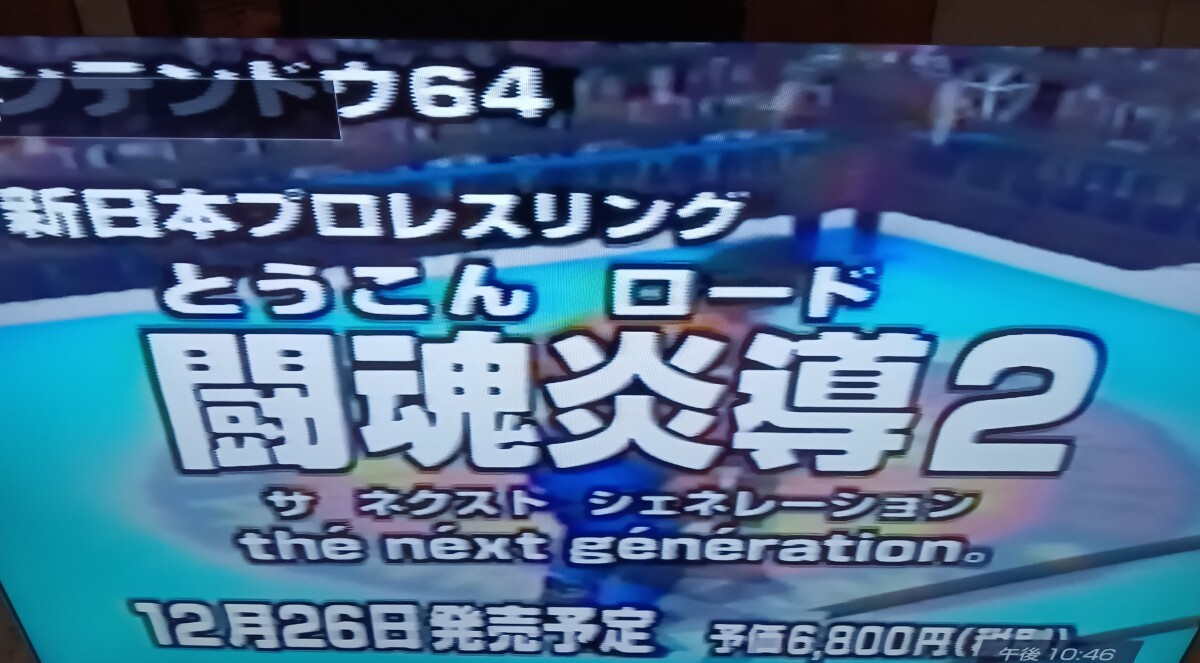 ンテンドウ64
新日本プロレスリング
とうこん ロード
闘魂炎導2
ザ ネクスト ジェネレーション
thé néxt génération。
12月26日発売予定 予価6,800円(税別)
午後 10:46